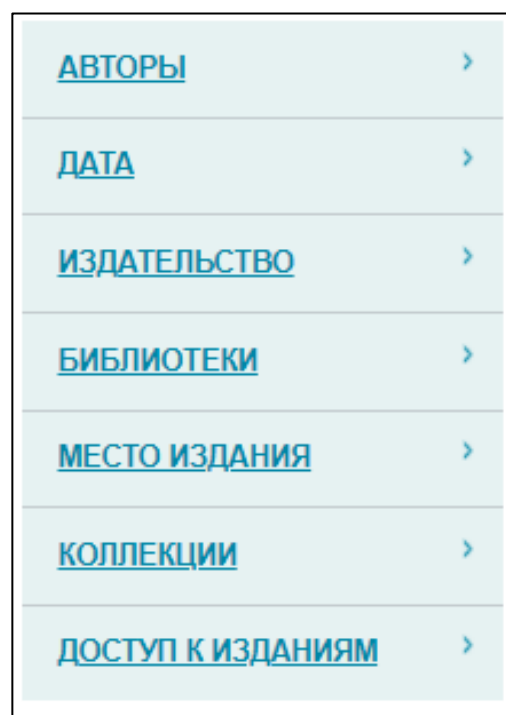 АВТОРЫ
ДАТА
ИЗДАТЕЛЬСТВО
БИБЛИОТЕКИ
МЕСТО ИЗДАНИЯ
КОЛЛЕКЦИИ
ДОСТУП К ИЗДАНИЯМ